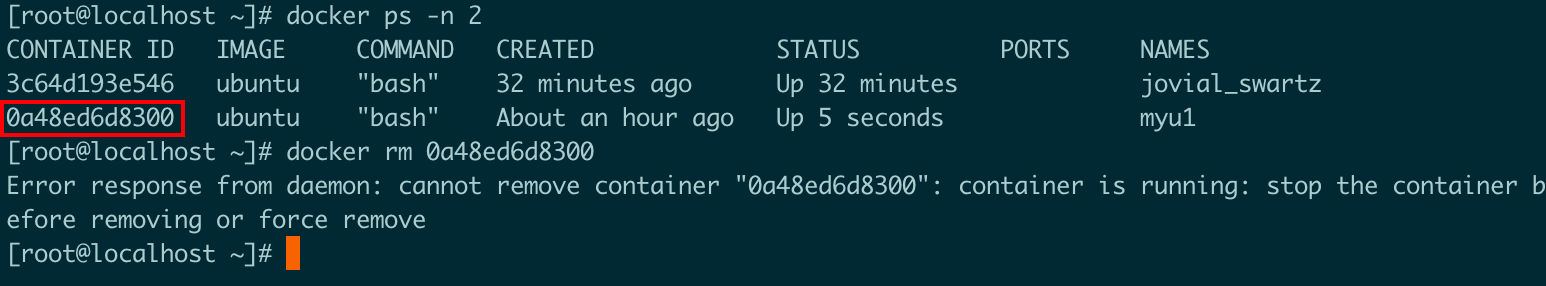 [root@localhost ~]# docker ps -n 2
CONTAINER ID   IMAGE     COMMAND   CREATED             STATUS          PORTS     NAMES
3c64d193e546   ubuntu    "bash"    32 minutes ago      Up 32 minutes             jovial_swartz
0a48ed6d8300   ubuntu    "bash"    About an hour ago   Up 5 seconds              myu1
[root@localhost ~]# docker rm 0a48ed6d8300
Error response from daemon: cannot remove container "0a48ed6d8300": container is running: stop the container b
efore removing or force remove
[root@localhost ~]#